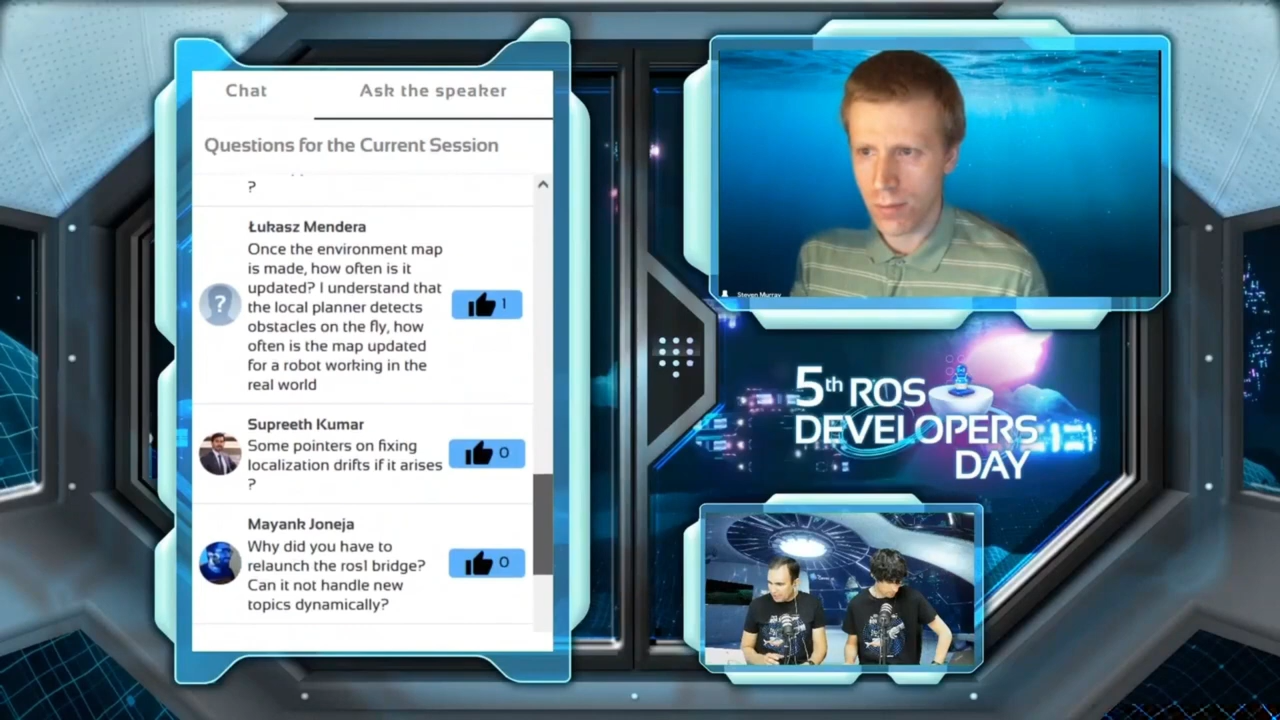 Chat
Ask the speaker
Questions for the Current Session
?
Łukasz Mendera
Once the environment map
is made, how often is it
updated? I understand that
the local planner detects
obstacles on the fly, how
often is the map updated
for a robot working in the
real world
1
Supreeth Kumar
Some pointers on fixing
localization drifts if it arises
?
0
Mayank Joneja
Why did you have to
relaunch the ros1 bridge?
Can it not handle new
topics dynamically?
0
Steven Murray
5th ROS
DEVELOPERS
DAY